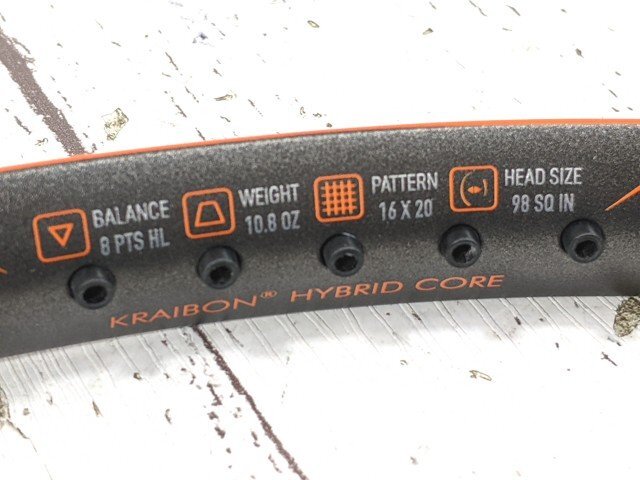 BALANCE
8 PTS HL
WEIGHT
10.8 OZ
PATTERN
16 X 20
HEAD SIZE
98 SQ IN
KRAIBON® HYBRID CORE